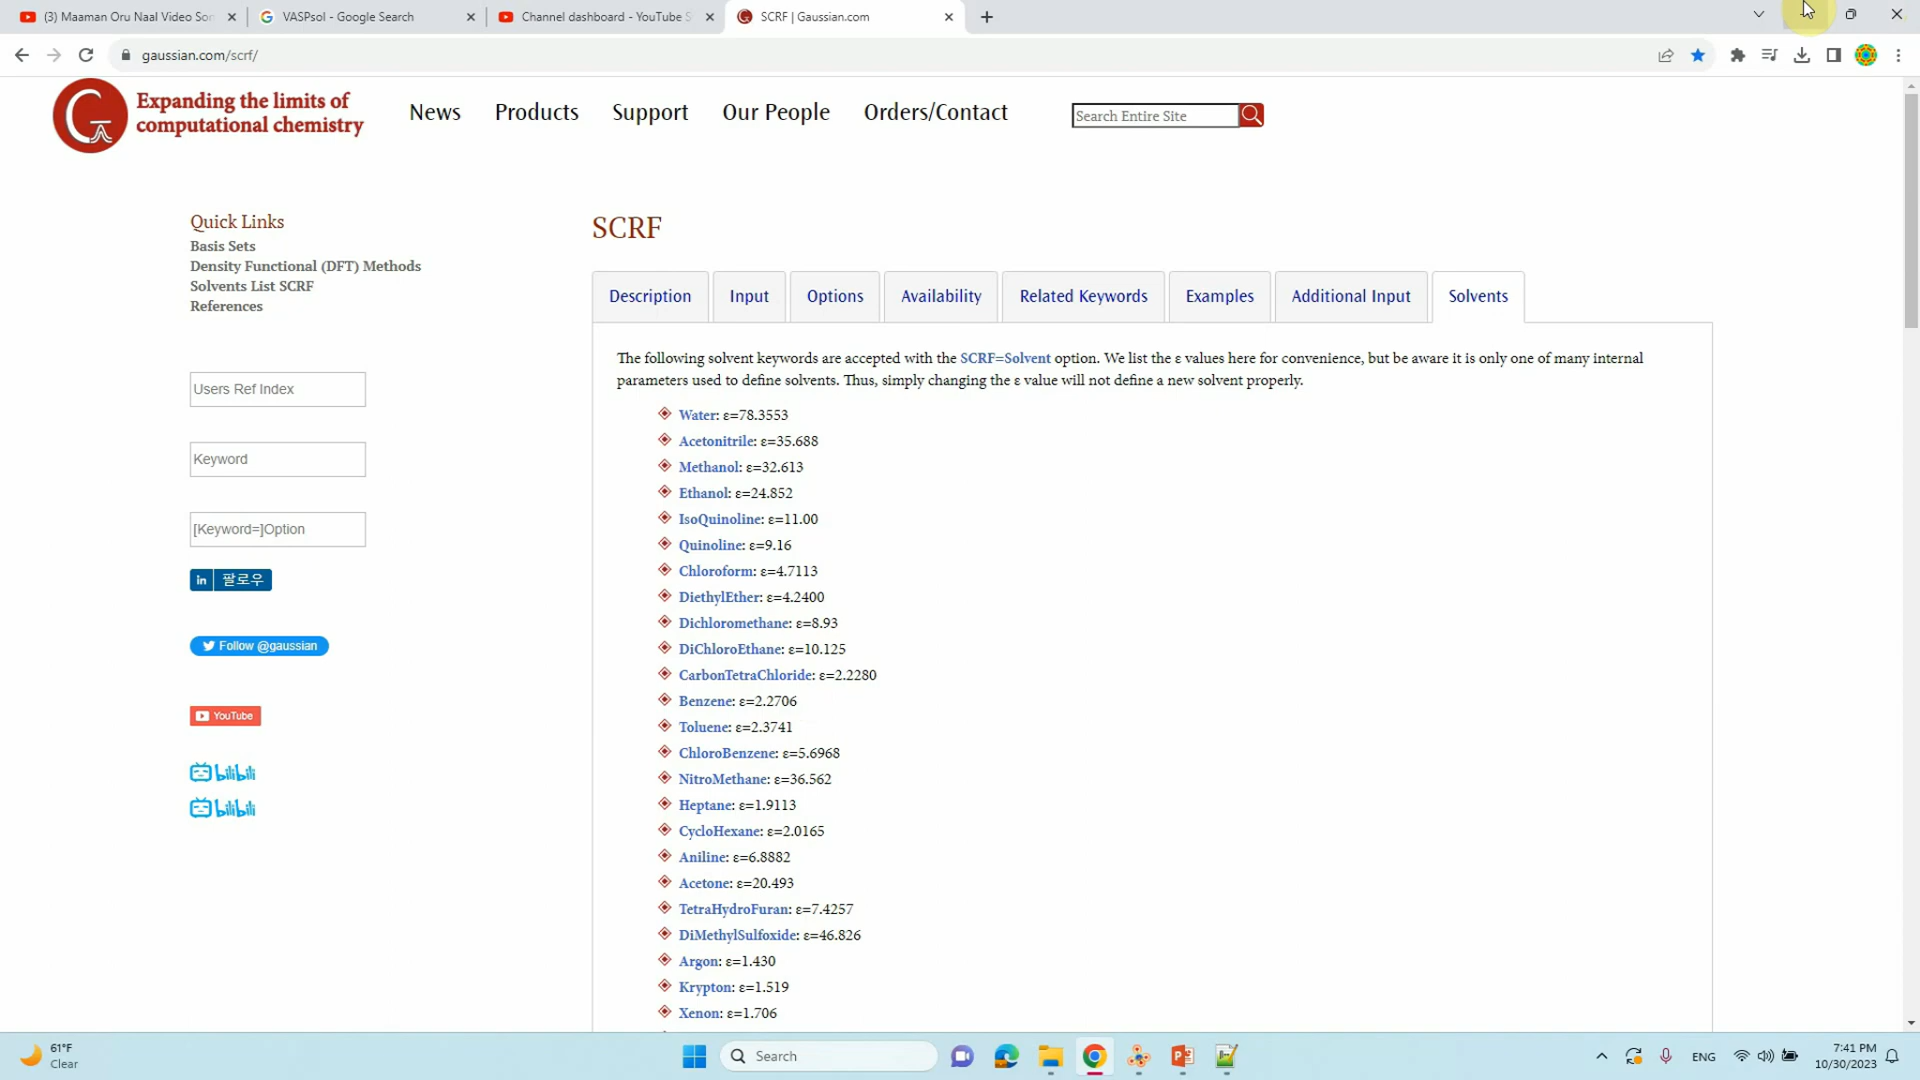 (3) Maaman Oru Naal Video Son
VASPsol - Google Search
Channel dashboard - YouTube S
SCRF | Gaussian.com
gaussian.com/scrf/
Expanding the limits of
computational chemistry
News
Products
Support
Our People
Orders/Contact
Search Entire Site
Quick Links
Basis Sets
Density Functional (DFT) Methods
Solvents List SCRF
References
Users Ref Index
Keyword
[Keyword=]Option
in 팔로우
Follow @gaussian
YouTube
bilibili
bilibili
SCRF
Description
Input
Options
Availability
Related Keywords
Examples
Additional Input
Solvents
The following solvent keywords are accepted with the SCRF=Solvent option. We list the ε values here for convenience, but be aware it is only one of many internal
parameters used to define solvents. Thus, simply changing the ε value will not define a new solvent properly.
Water: ε=78.3553
Acetonitrile: ε=35.688
Methanol: ε=32.613
Ethanol: ε=24.852
IsoQuinoline: ε=11.00
Quinoline: ε=9.16
Chloroform: ε=4.7113
DiethylEther: ε=4.2400
Dichloromethane: ε=8.93
DiChloroEthane: ε=10.125
CarbonTetraChloride: ε=2.2280
Benzene: ε=2.2706
Toluene: ε=2.3741
ChloroBenzene: ε=5.6968
NitroMethane: ε=36.562
Heptane: ε=1.9113
CycloHexane: ε=2.0165
Aniline: ε=6.8882
Acetone: ε=20.493
TetraHydroFuran: ε=7.4257
DiMethylSulfoxide: ε=46.826
Argon: ε=1.430
Krypton: ε=1.519
Xenon: ε=1.706
61°F
Clear
Search
ENG
7:41 PM
10/30/2023